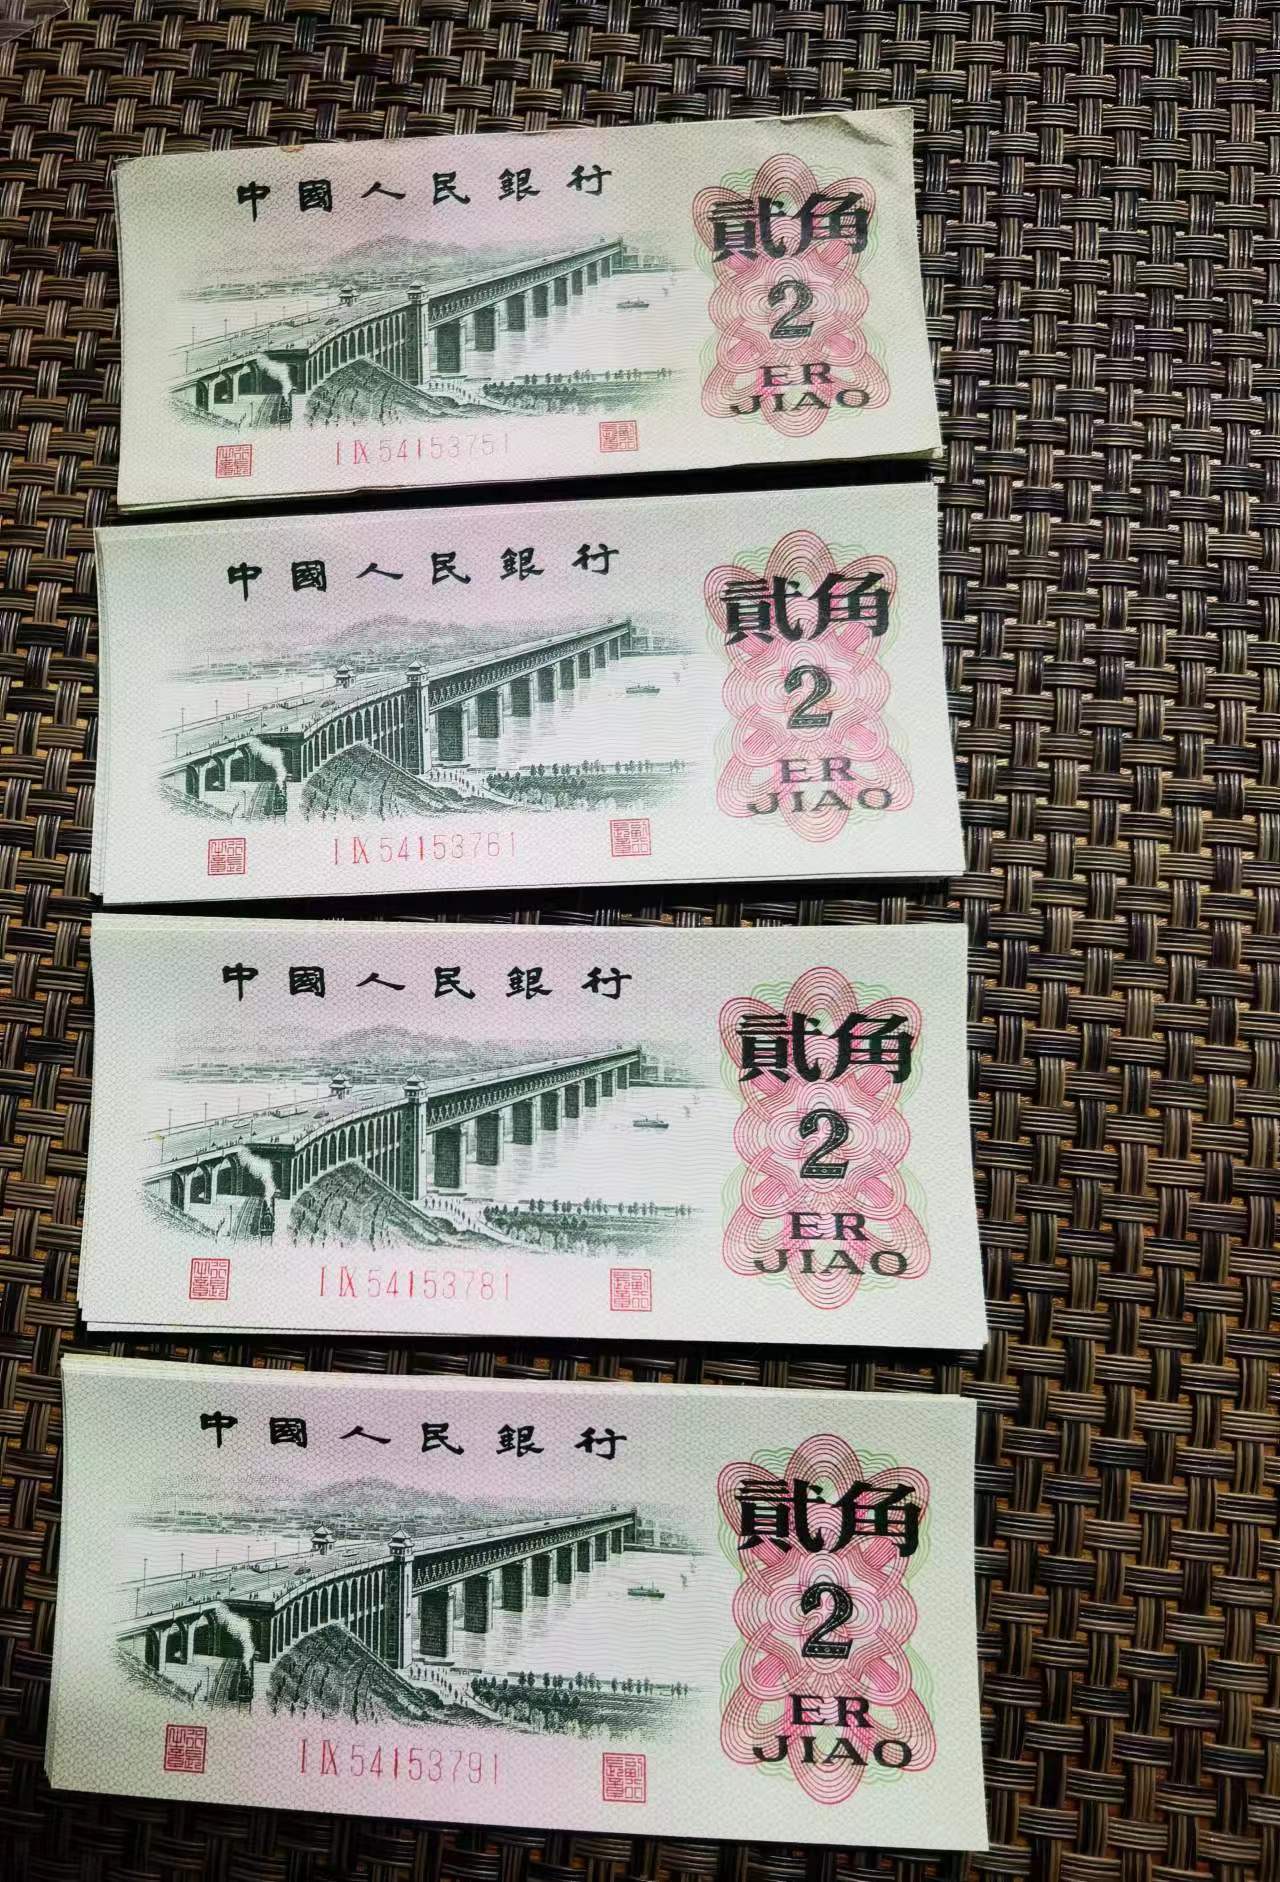 中國人民銀行
貳角
2
ER
JIAO
I IX 54153751
中國人民銀行
貳角
2
ER
JIAO
I IX 54153761
中國人民銀行
貳角
2
ER
JIAO
I IX 54153781
中國人民銀行
貳角
2
ER
JIAO
I IX 54153791